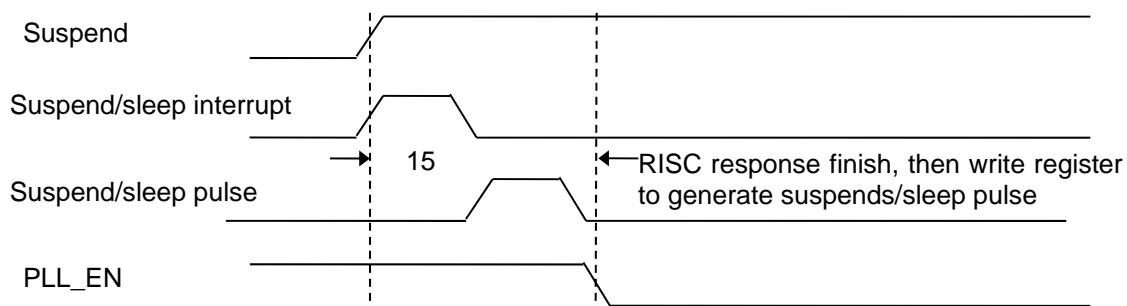 Suspend
Suspend/sleep interrupt
15
RISC response finish, then write register
to generate suspends/sleep pulse
Suspend/sleep pulse
PLL_EN